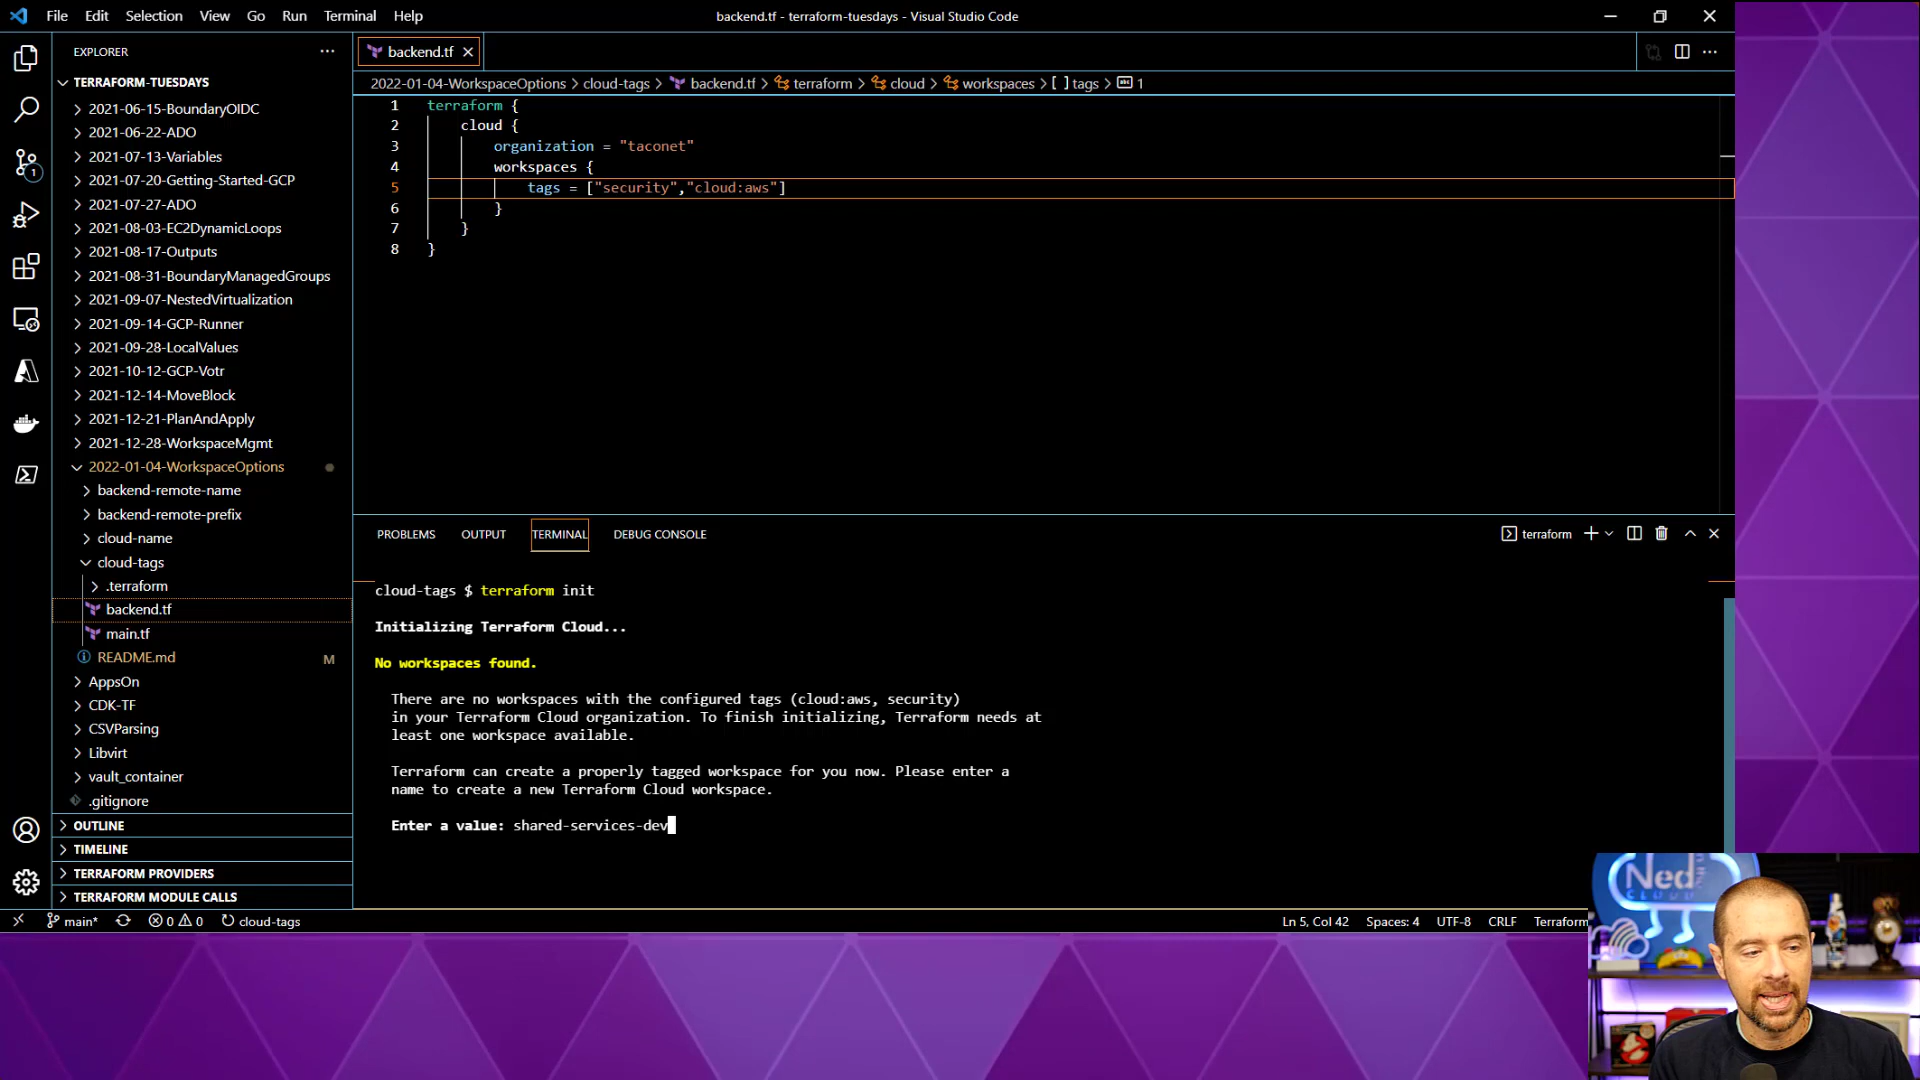 File Edit Selection View Go Run Terminal Help
backend.tf - terraform-tuesdays - Visual Studio Code
EXPLORER
TERRAFORM-TUESDAYS
2021-06-15-BoundaryOIDC
2021-06-22-ADO
2021-07-13-Variables
2021-07-20-Getting-Started-GCP
2021-07-27-ADO
2021-08-03-EC2DynamicLoops
2021-08-17-Outputs
2021-08-31-BoundaryManagedGroups
2021-09-07-NestedVirtualization
2021-09-14-GCP-Runner
2021-09-28-LocalValues
2021-10-12-GCP-Votr
2021-12-14-MoveBlock
2021-12-21-PlanAndApply
2021-12-28-WorkspaceMgmt
2022-01-04-WorkspaceOptions
backend-remote-name
backend-remote-prefix
cloud-name
cloud-tags
.terraform
backend.tf
main.tf
README.md M
AppsOn
CDK-TF
CSVParsing
Libvirt
vault_container
.gitignore
OUTLINE
TIMELINE
TERRAFORM PROVIDERS
TERRAFORM MODULE CALLS
1
backend.tf
2022-01-04-WorkspaceOptions > cloud-tags > backend.tf > terraform > cloud > workspaces > [ ] tags > abc 1
1 terraform {
2 cloud {
3 organization = "taconet"
4 workspaces {
5 tags = ["security","cloud:aws"]
6 }
7 }
8 }
PROBLEMS OUTPUT TERMINAL DEBUG CONSOLE
terraform
cloud-tags $ terraform init
Initializing Terraform Cloud...
No workspaces found.
There are no workspaces with the configured tags (cloud:aws, security)
in your Terraform Cloud organization. To finish initializing, Terraform needs at
least one workspace available.
Terraform can create a properly tagged workspace for you now. Please enter a
name to create a new Terraform Cloud workspace.
Enter a value: shared-services-dev
main* 0 0 cloud-tags
Ln 5, Col 42 Spaces: 4 UTF-8 CRLF Terraform
Ned